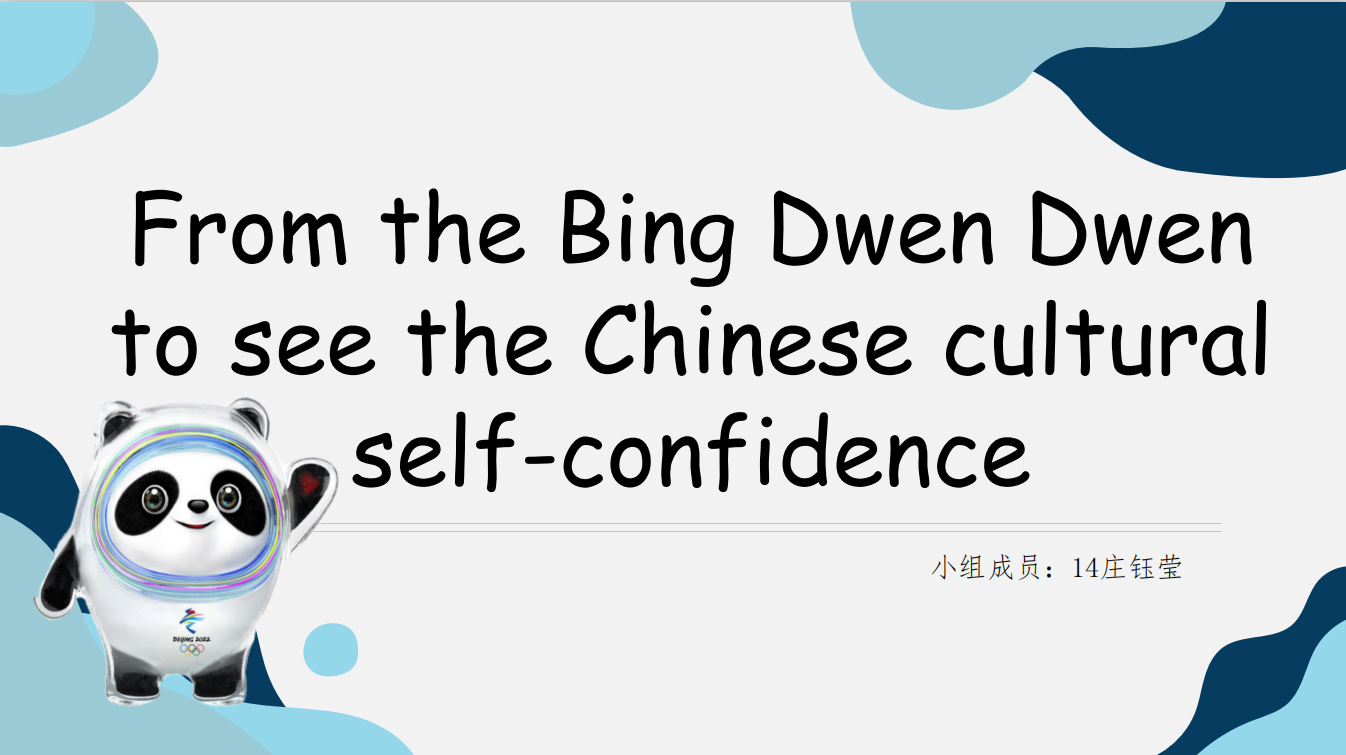 From the Bing Dwen Dwen
to see the Chinese cultural
self-confidence
小组成员：14庄钰莹
BEIJING 2022